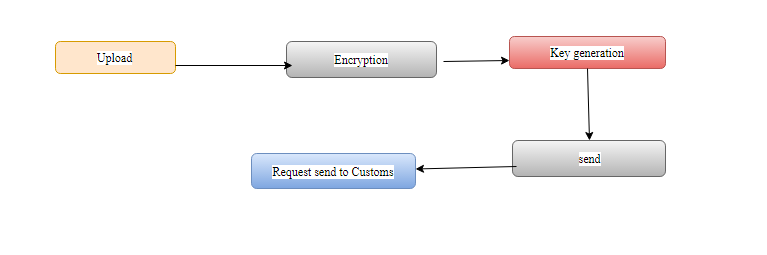 Upload
Encryption
Key generation
send
Request send to Customs